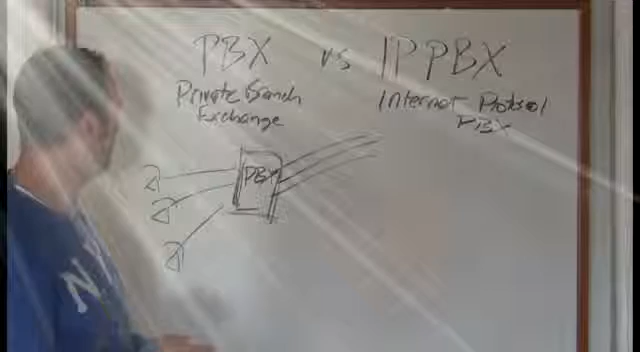 PBX vs IP PBX
Private Branch
Exchange
Internet Protocol
PBX
PBX
N